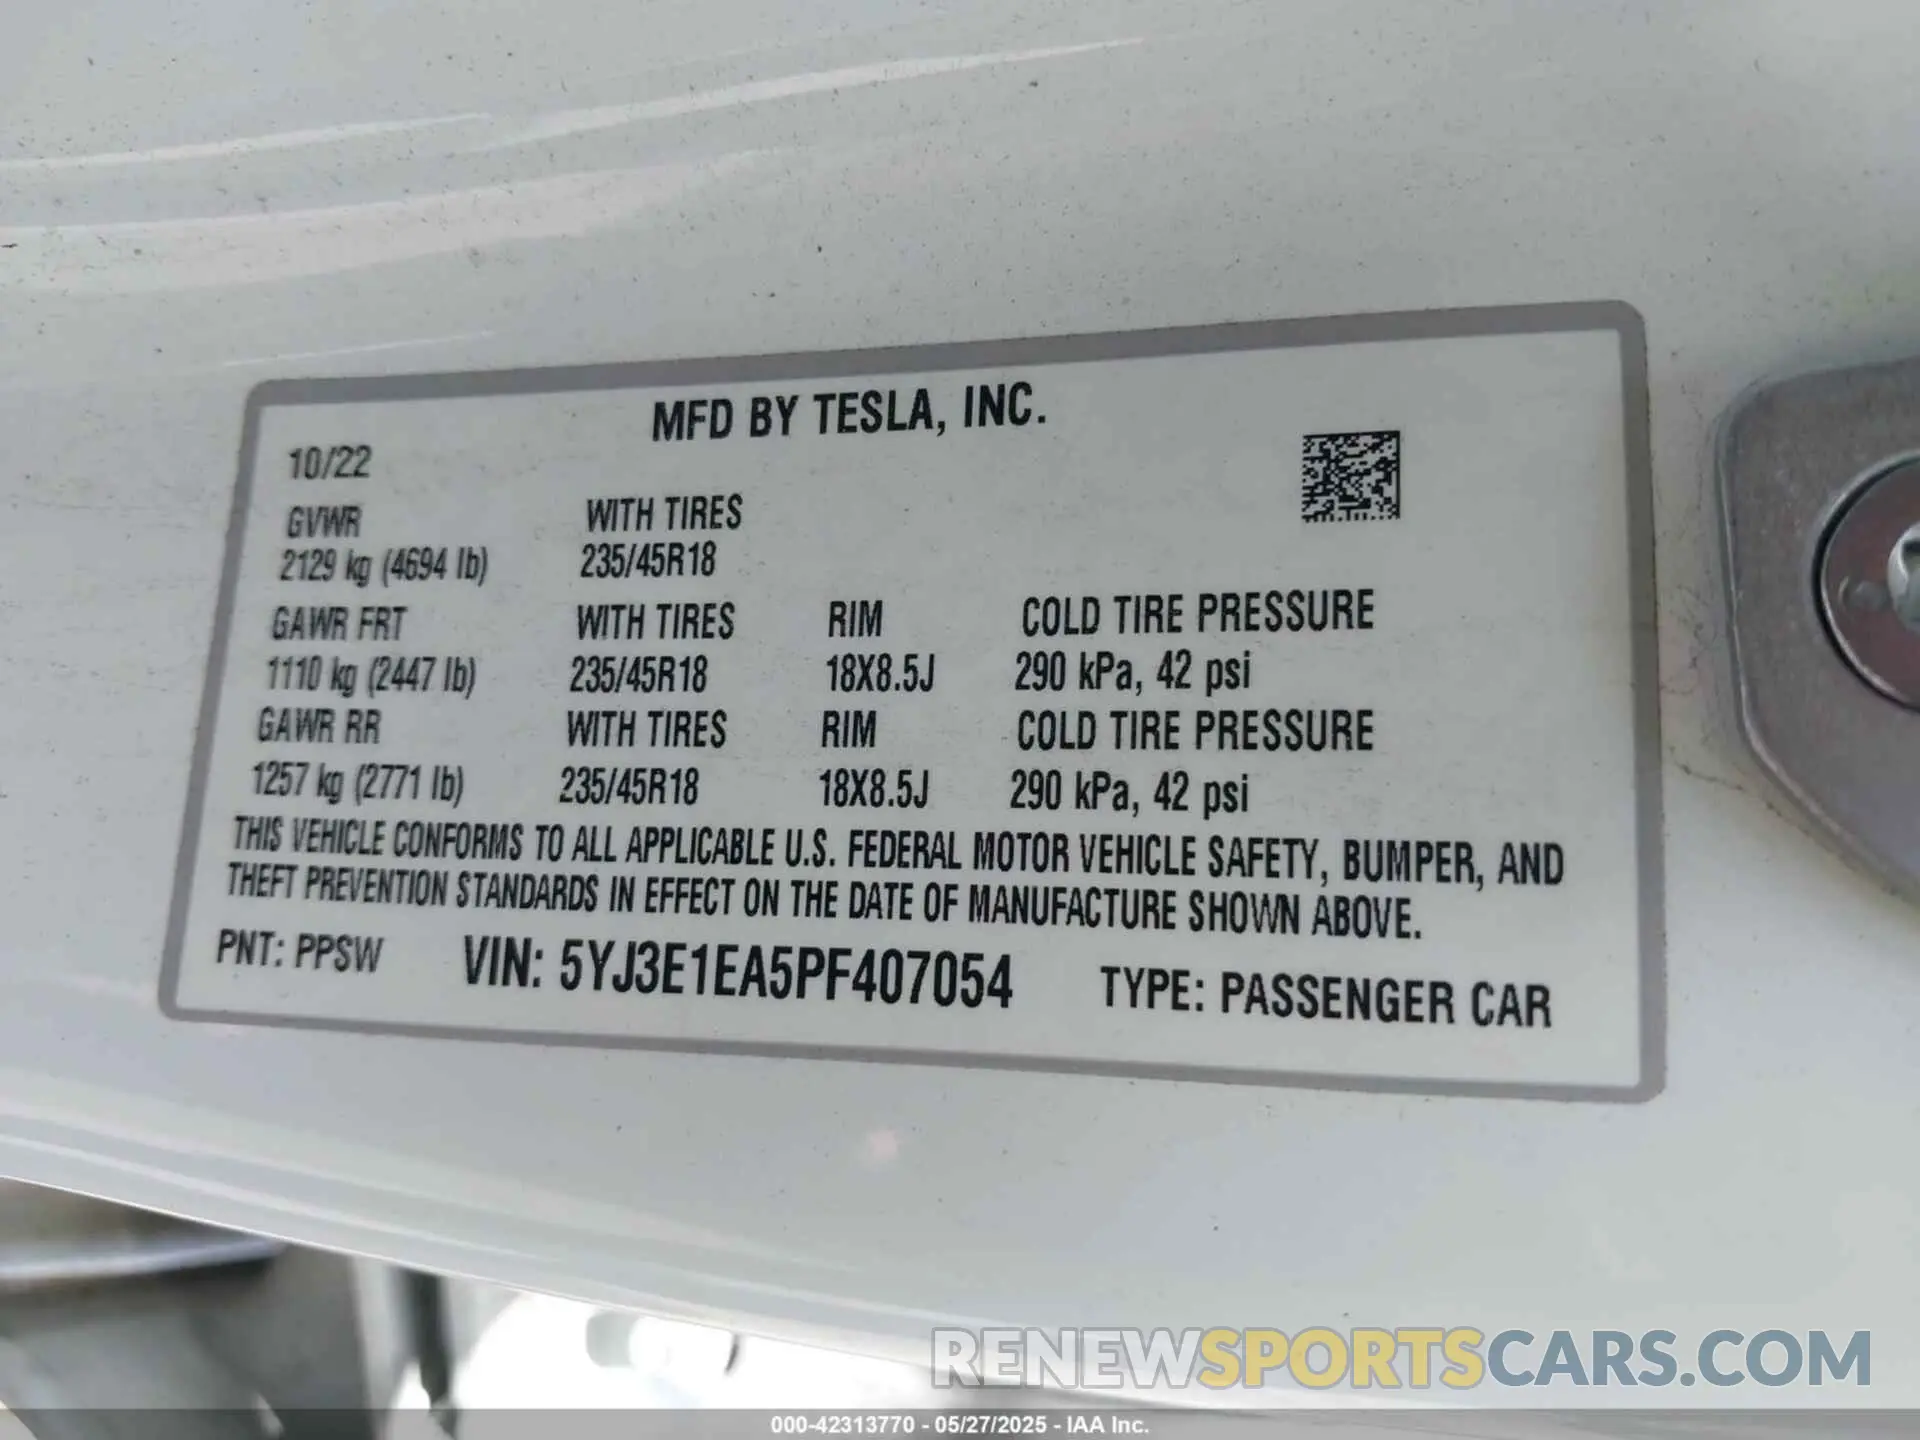 MFD BY TESLA, INC.
10/22
GVWR WITH TIRES
2129 kg (4694 lb) 235/45R18
GAWR FRT WITH TIRES RIM COLD TIRE PRESSURE
1110 kg (2447 lb) 235/45R18 18X8.5J 290 kPa, 42 psi
GAWR RR WITH TIRES RIM COLD TIRE PRESSURE
1257 kg (2771 lb) 235/45R18 18X8.5J 290 kPa, 42 psi
THIS VEHICLE CONFORMS TO ALL APPLICABLE U.S. FEDERAL MOTOR VEHICLE SAFETY, BUMPER, AND
THEFT PREVENTION STANDARDS IN EFFECT ON THE DATE OF MANUFACTURE SHOWN ABOVE.
PNT: PPSW VIN: 5YJ3E1EA5PF407054 TYPE: PASSENGER CAR
RENEWSPORTSCARS.COM
000-42313770 - 05/27/2025 - IAA Inc.